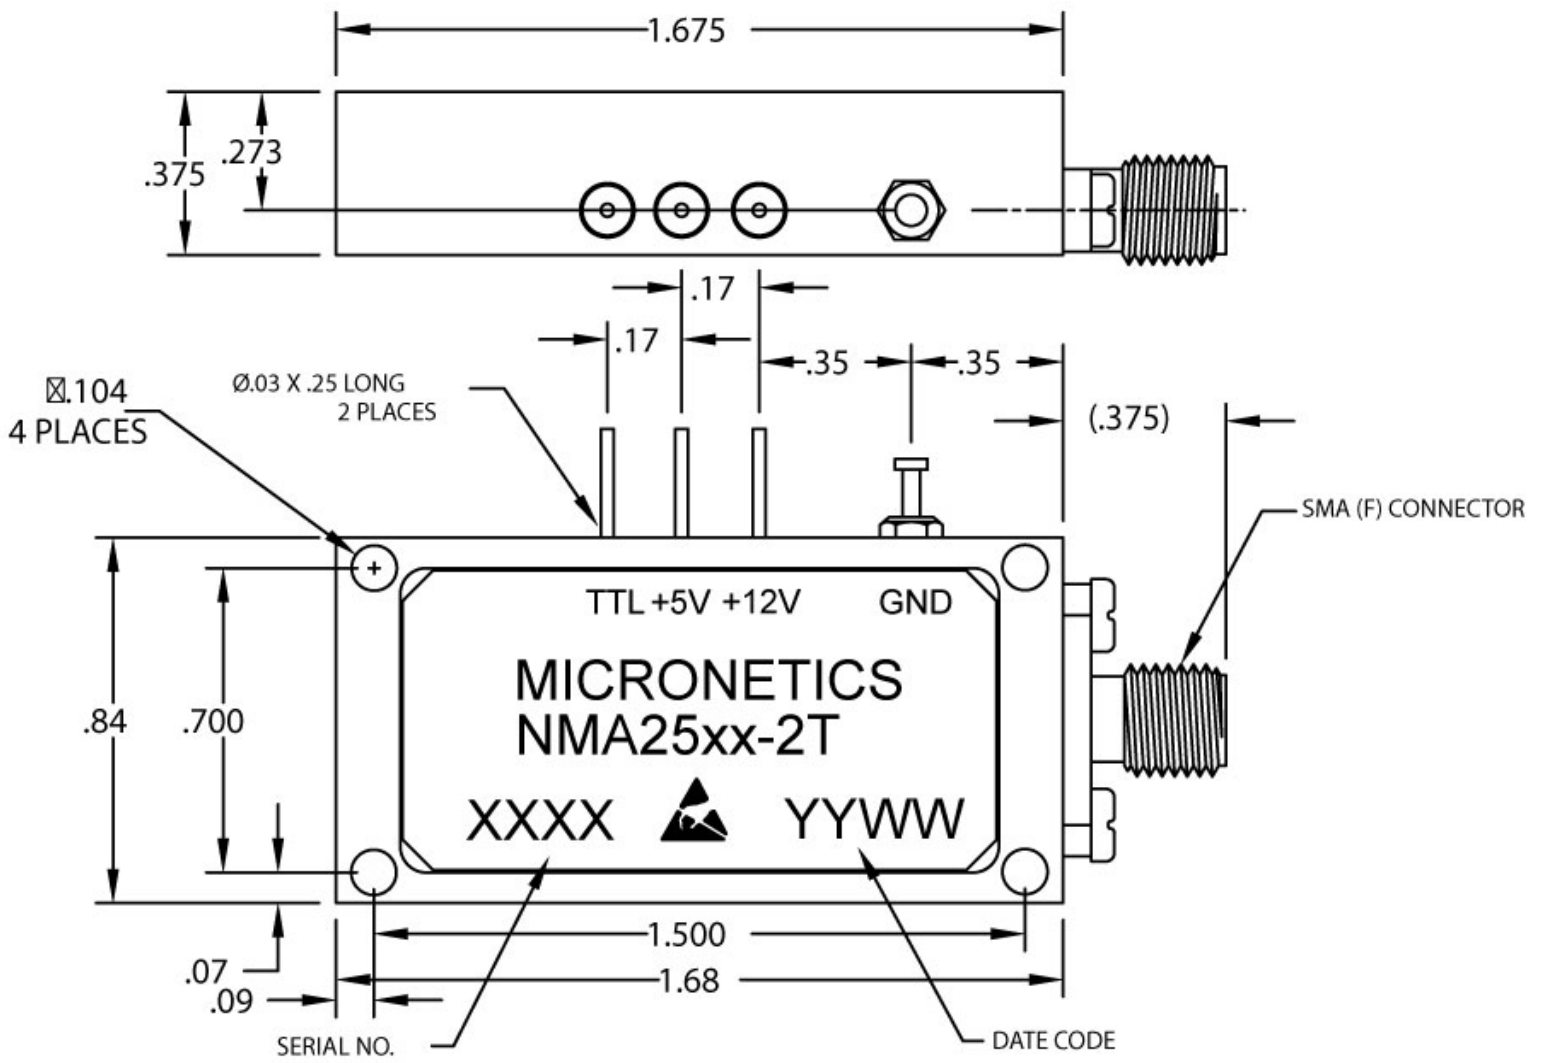 1.675
.273
.375
.17
.17
.35
.35
(.375)
☒.104
4 PLACES
Ø.03 X .25 LONG
2 PLACES
SMA (F) CONNECTOR
TTL +5V +12V GND
MICRONETICS
NMA25xx-2T
XXXX YYWW
.84
.700
1.500
.07
1.68
.09
SERIAL NO.
DATE CODE